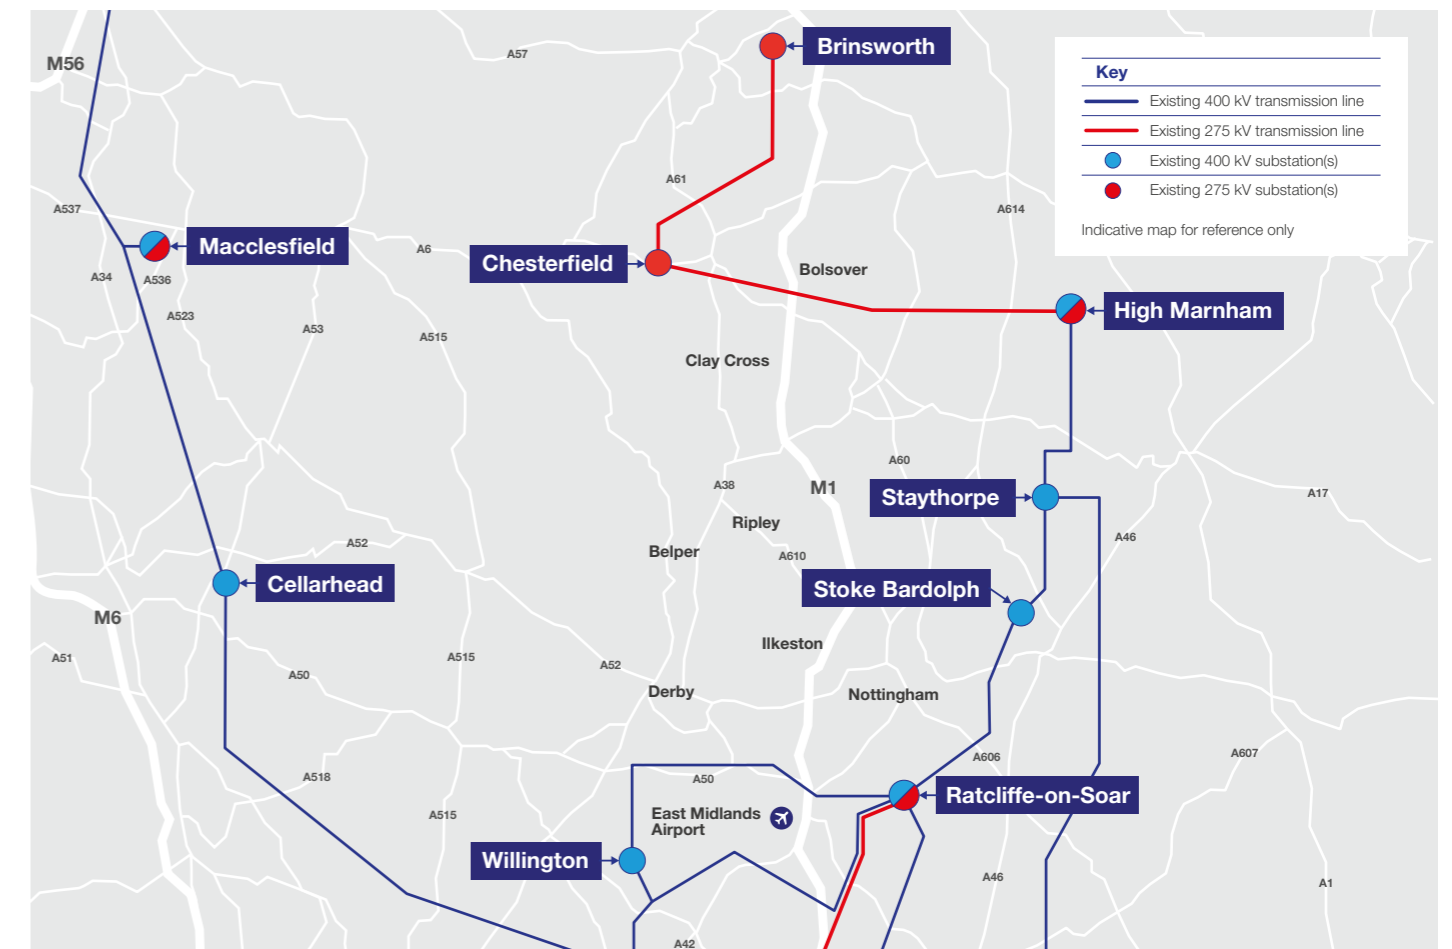 Brinsworth
A57
M56
Key
Existing 400 kV transmission line
Existing 275 kV transmission line
Existing 400 kV substation(s)
Existing 275 kV substation(s)
Indicative map for reference only
A61
A537
A614
Macclesfield
A6
Chesterfield
Bolsover
A34
A536
High Marnham
A523
A53
A515
Clay Cross
A60
A38
M1
Staythorpe
A17
Ripley
A46
A52
Belper
A610
Cellarhead
Stoke Bardolph
M6
Ilkeston
A51
A515
A52
A50
Derby
Nottingham
A606
A607
A518
A50
Ratcliffe-on-Soar
A515
East Midlands
Airport
Willington
A46
A1
A42